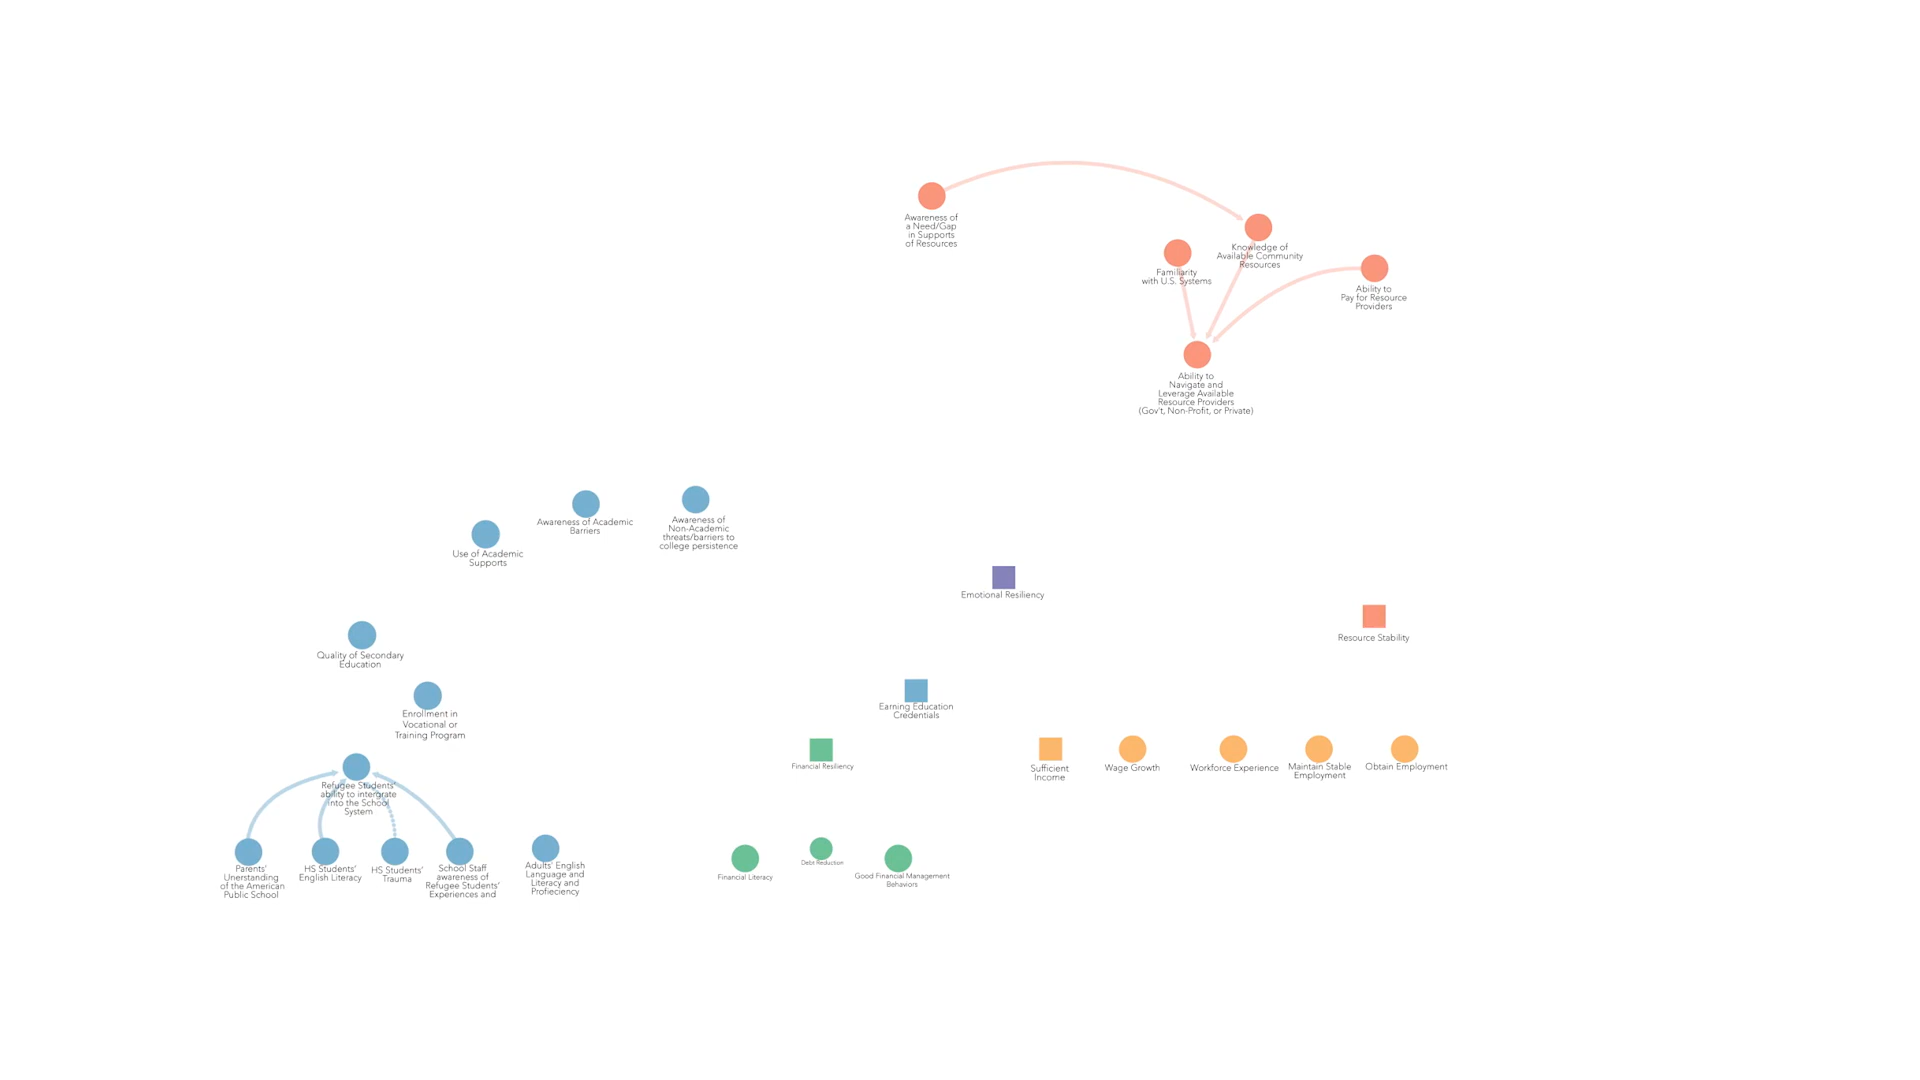 Awareness of
a Need/Gap
in Supports
of Resources
Knowledge of
Available Community
Resources
Familiarity
with U.S. Systems
Ability to
Pay for Resource
Providers
Ability to
Navigate and
Leverage Available
Resource Providers
(Gov't, Non-Profit, or Private)
Awareness of Academic
Barriers
Awareness of
Non-Academic
threats/barriers to
college persistence
Use of Academic
Supports
Emotional Resiliency
Resource Stability
Quality of Secondary
Education
Enrollment in
Vocational or
Training Program
Earning Education
Credentials
Financial Resiliency
Sufficient
Income
Wage Growth
Workforce Experience
Maintain Stable
Employment
Obtain Employment
Refugee Students'
ability to intergrate
into the School
System
Parents'
Unerstanding
of the American
Public School
HS Students'
English Literacy
HS Students'
Trauma
School Staff
awareness of
Refugee Students'
Experiences and
Adults' English
Language and
Literacy and
Profieciency
Financial Literacy
Debt Reduction
Good Financial Management
Behaviors